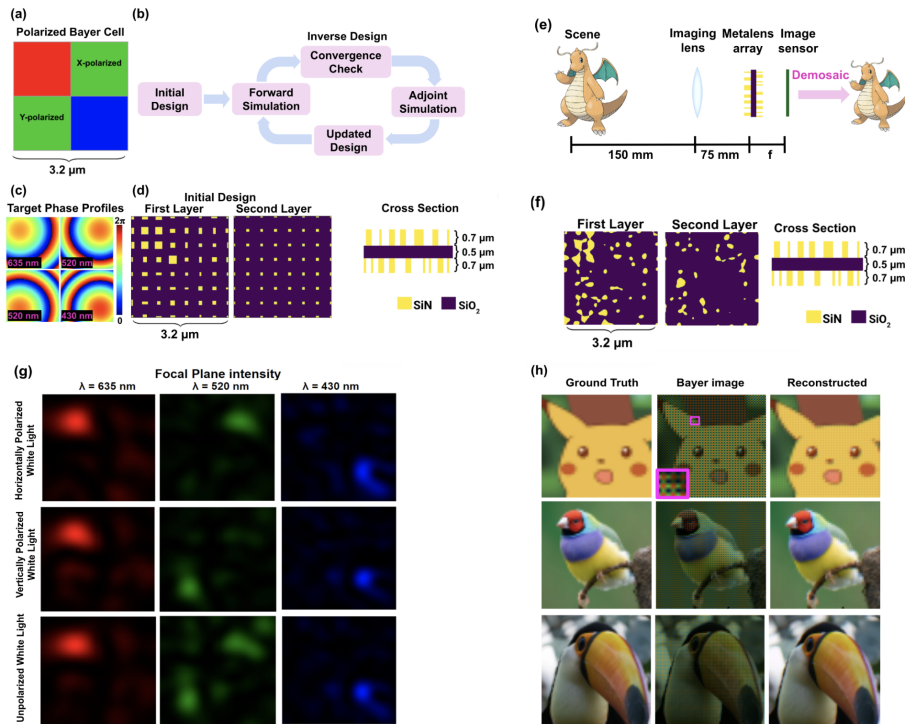 (a)
Polarized Bayer Cell
X-polarized
Y-polarized
3.2 µm
(b)
Inverse Design
Convergence
Check
Initial
Design
Forward
Simulation
Adjoint
Simulation
Updated
Design
(c)
Target Phase Profiles
2π
635 nm
520 nm
520 nm
430 nm
0
(d)
Initial Design
First Layer
Second Layer
3.2 µm
Cross Section
0.7 µm
0.5 µm
0.7 µm
SiN
SiO₂
(e)
Scene
Imaging
lens
Metalens
array
Image
sensor
Demosaic
150 mm
75 mm
f
(f)
First Layer
Second Layer
3.2 µm
Cross Section
0.7 µm
0.5 µm
0.7 µm
SiN
SiO₂
(g)
Focal Plane intensity
λ = 635 nm
λ = 520 nm
λ = 430 nm
Horizontally Polarized
White Light
Vertically Polarized
White Light
Unpolarized White Light
(h)
Ground Truth
Bayer image
Reconstructed